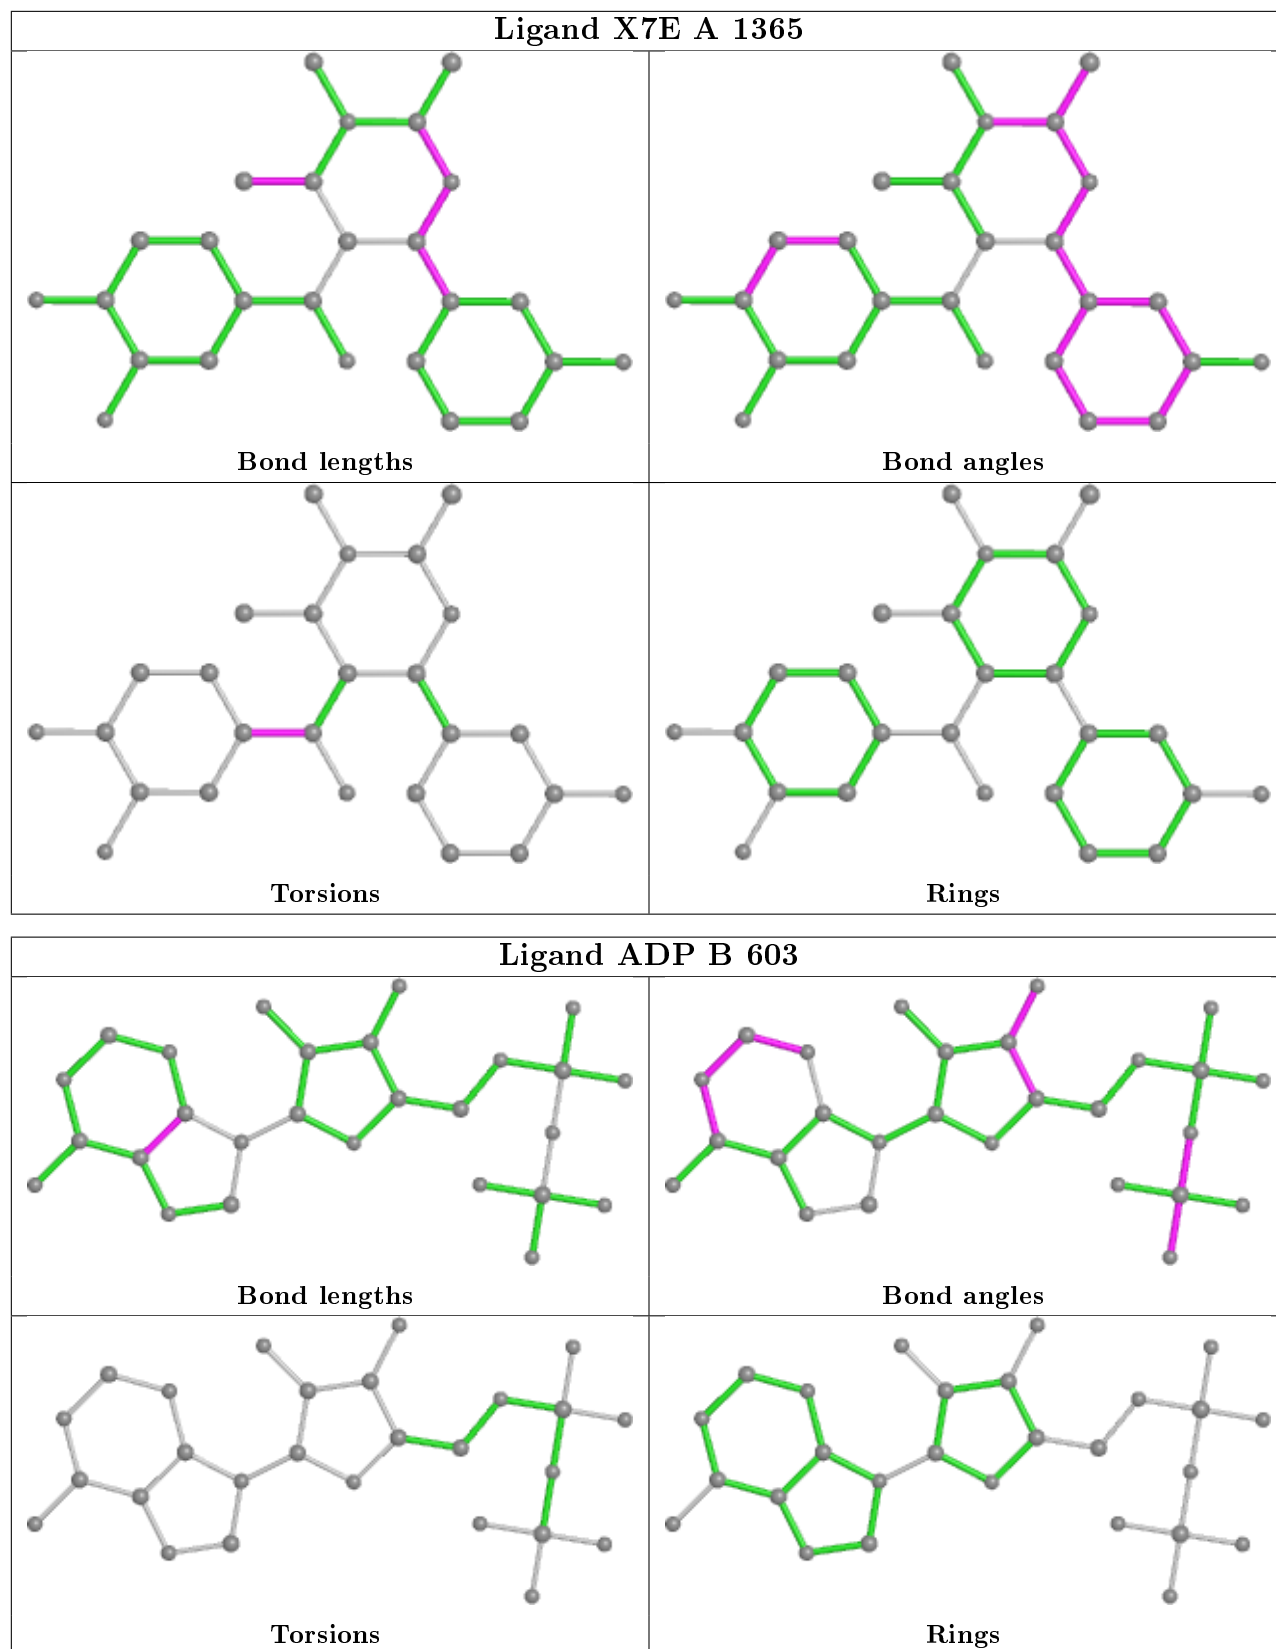 Ligand X7E A 1365
Bond lengths
Bond angles
Torsions
Rings
Ligand ADP B 603
Bond lengths
Bond angles
Torsions
Rings